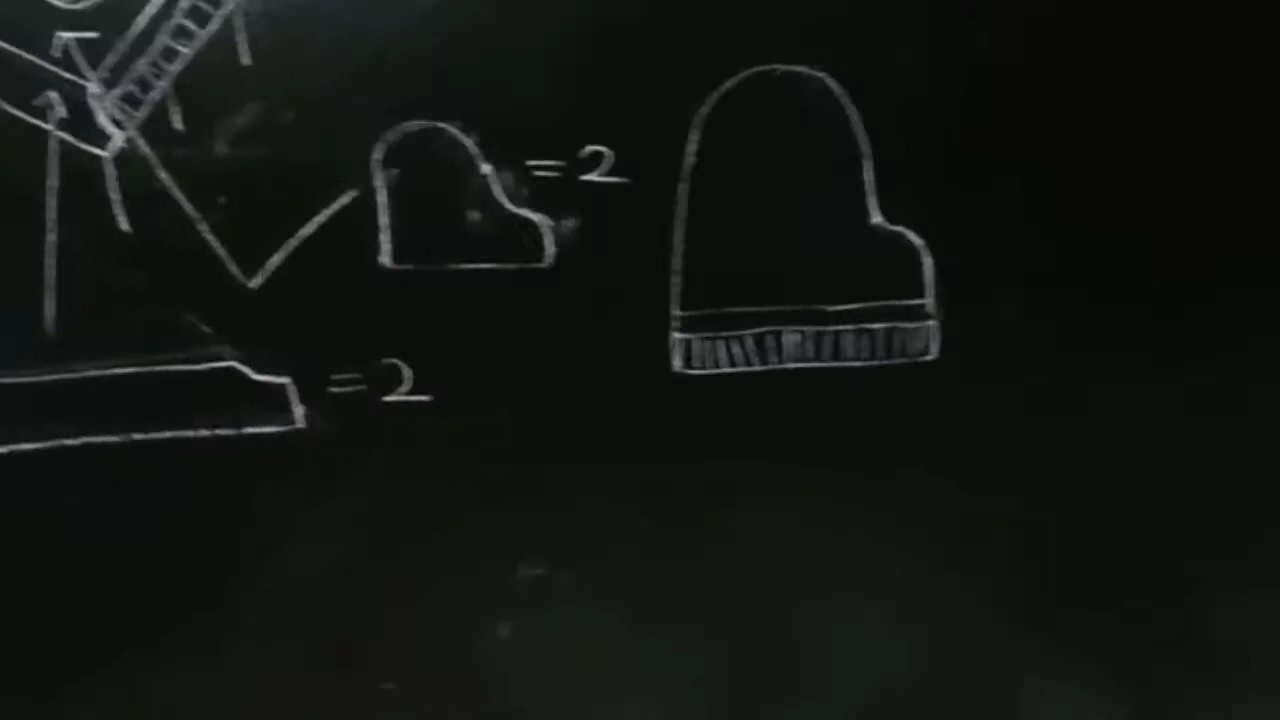 = 2
= 2